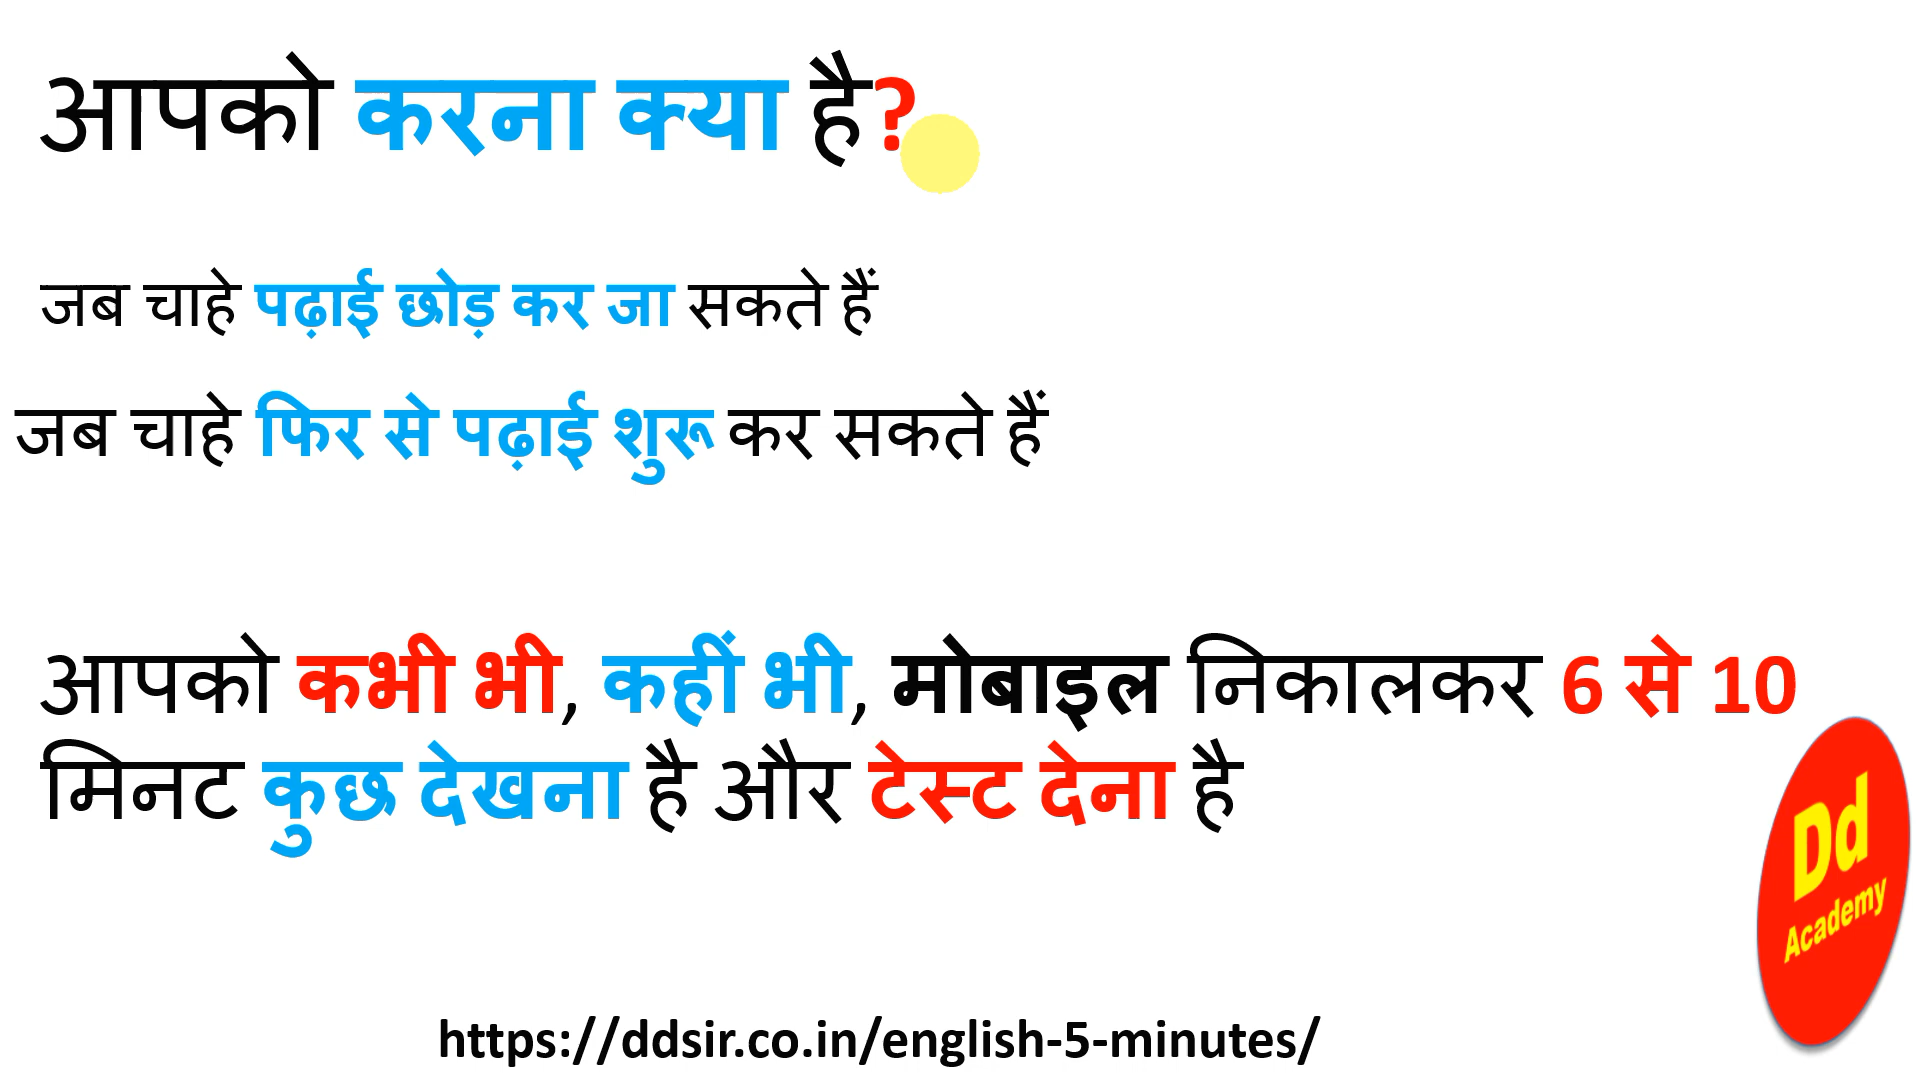 आपको करना क्या है?
जब चाहे पढ़ाई छोड़ कर जा सकते हैं
जब चाहे फिर से पढ़ाई शुरू कर सकते हैं
आपको कभी भी, कहीं भी, मोबाइल निकालकर 6 से 10
मिनट कुछ देखना है और टेस्ट देना है
Dd
Academy
https://ddsir.co.in/english-5-minutes/